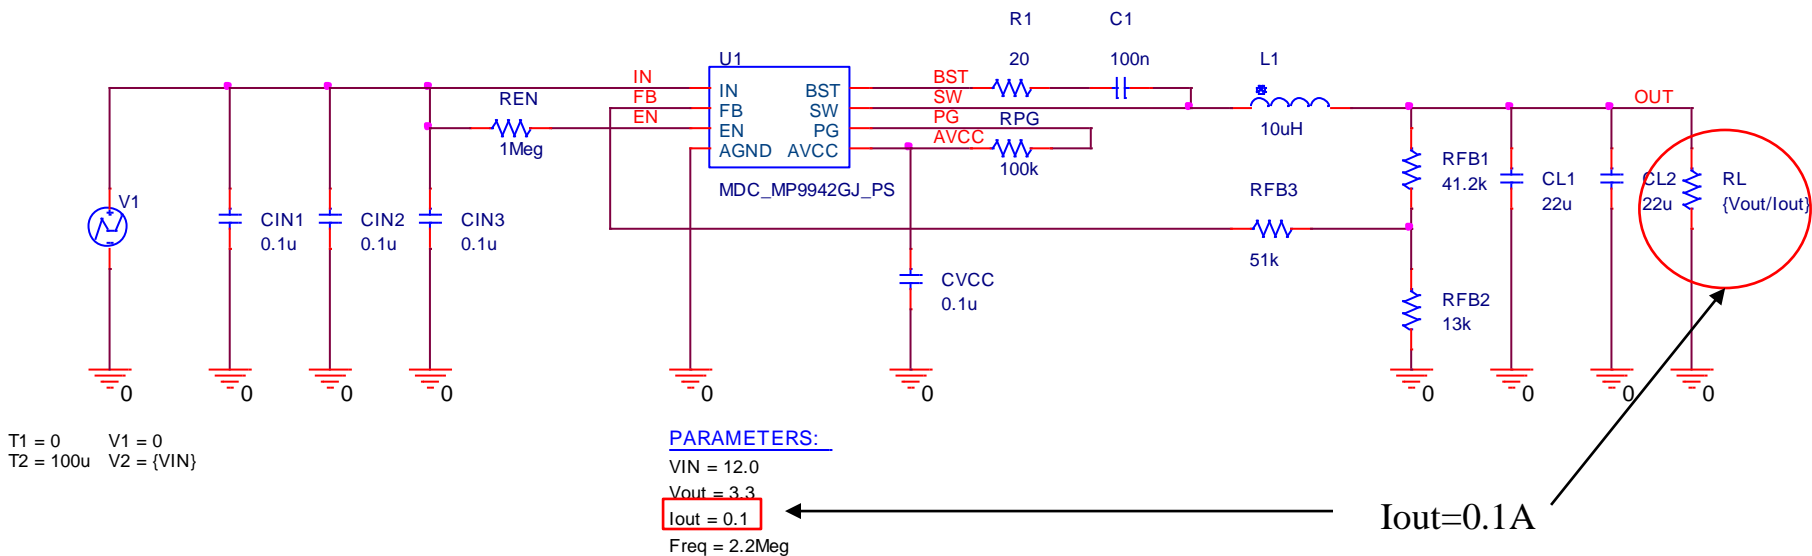 R1
C1
U1
20
100n
L1
IN
BST
REN
IN
BST
FB
SW
FB
SW
OUT
EN
PG
RPG
EN
PG
AVCC
10uH
1Meg
AGND
AVCC
100k
RFB1
41.2k
CL1
22u
CL2
22u
RL
{Vout/Iout}
V1
MDC_MP9942GJ_PS
RFB3
51k
CIN1
0.1u
CIN2
0.1u
CIN3
0.1u
CVCC
0.1u
RFB2
13k
0
0
0
0
0
0
0
0
0
0
T1 = 0
V1 = 0
T2 = 100u
V2 = {VIN}
PARAMETERS:
VIN = 12.0
Vout = 3.3
Iout = 0.1
Freq = 2.2Meg
Iout=0.1A